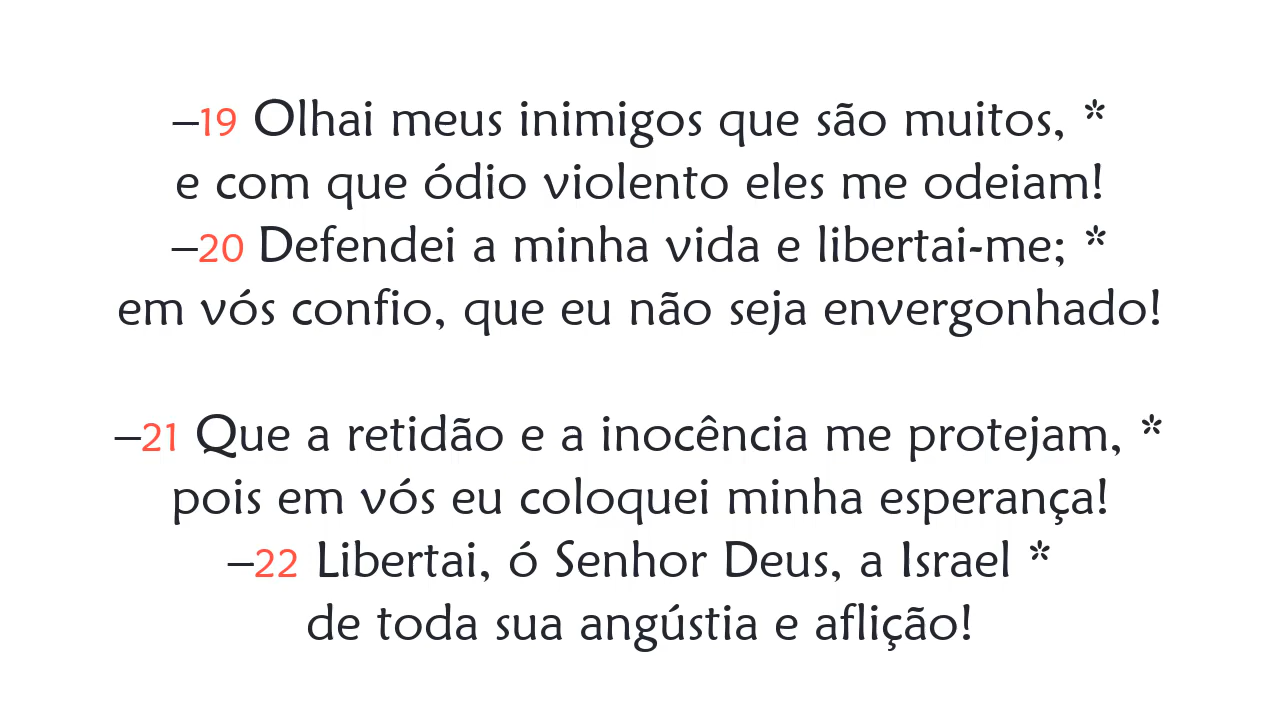 –19 Olhai meus inimigos que são muitos, *
e com que ódio violento eles me odeiam!
–20 Defendei a minha vida e libertai-me; *
em vós confio, que eu não seja envergonhado!
–21 Que a retidão e a inocência me protejam, *
pois em vós eu coloquei minha esperança!
–22 Libertai, ó Senhor Deus, a Israel *
de toda sua angústia e aflição!